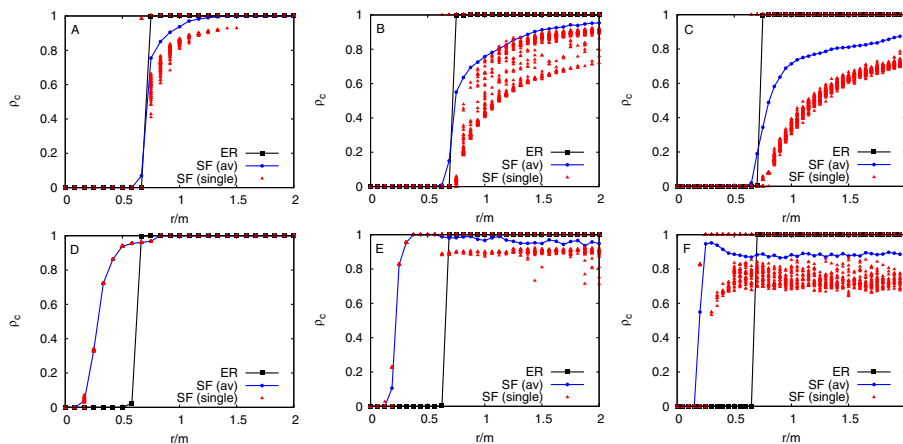 A
ρc
1
0.8
0.6
0.4
0.2
0
ER
SF (av)
SF (single)
0 0.5 1 1.5 2
r/m
B
ρc
1
0.8
0.6
0.4
0.2
0
ER
SF (av)
SF (single)
0 0.5 1 1.5 2
r/m
C
ρc
1
0.8
0.6
0.4
0.2
0
ER
SF (av)
SF (single)
0 0.5 1 1.5
r/m
D
ρc
1
0.8
0.6
0.4
0.2
0
ER
SF (av)
SF (single)
0 0.5 1 1.5 2
r/m
E
ρc
1
0.8
0.6
0.4
0.2
0
ER
SF (av)
SF (single)
0 0.5 1 1.5 2
r/m
F
ρc
1
0.8
0.6
0.4
0.2
0
ER
SF (av)
SF (single)
0 0.5 1 1.5
r/m